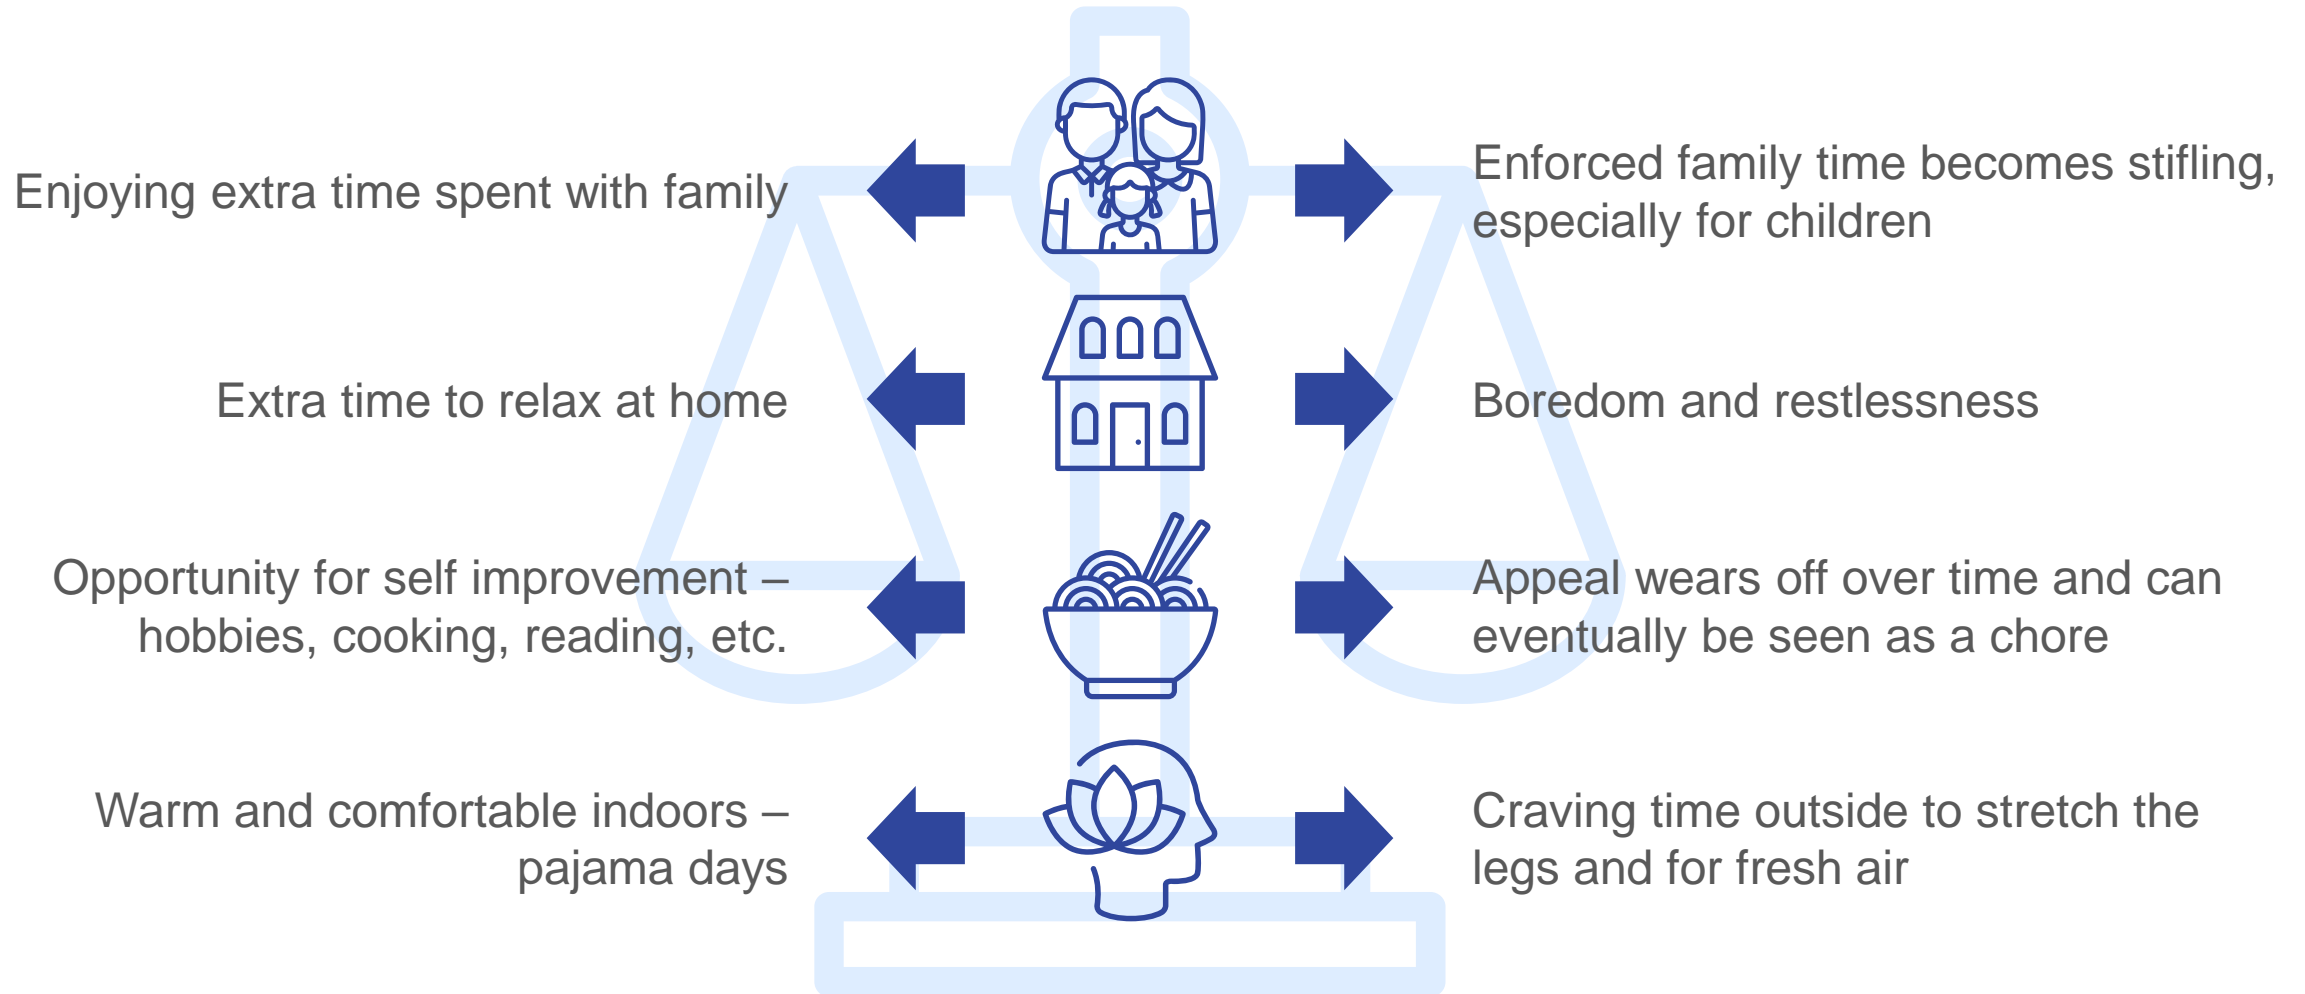 Enjoying extra time spent with family
Enforced family time becomes stifling,
especially for children
Extra time to relax at home
Boredom and restlessness
Opportunity for self improvement –
hobbies, cooking, reading, etc.
Appeal wears off over time and can
eventually be seen as a chore
Warm and comfortable indoors –
pajama days
Craving time outside to stretch the
legs and for fresh air